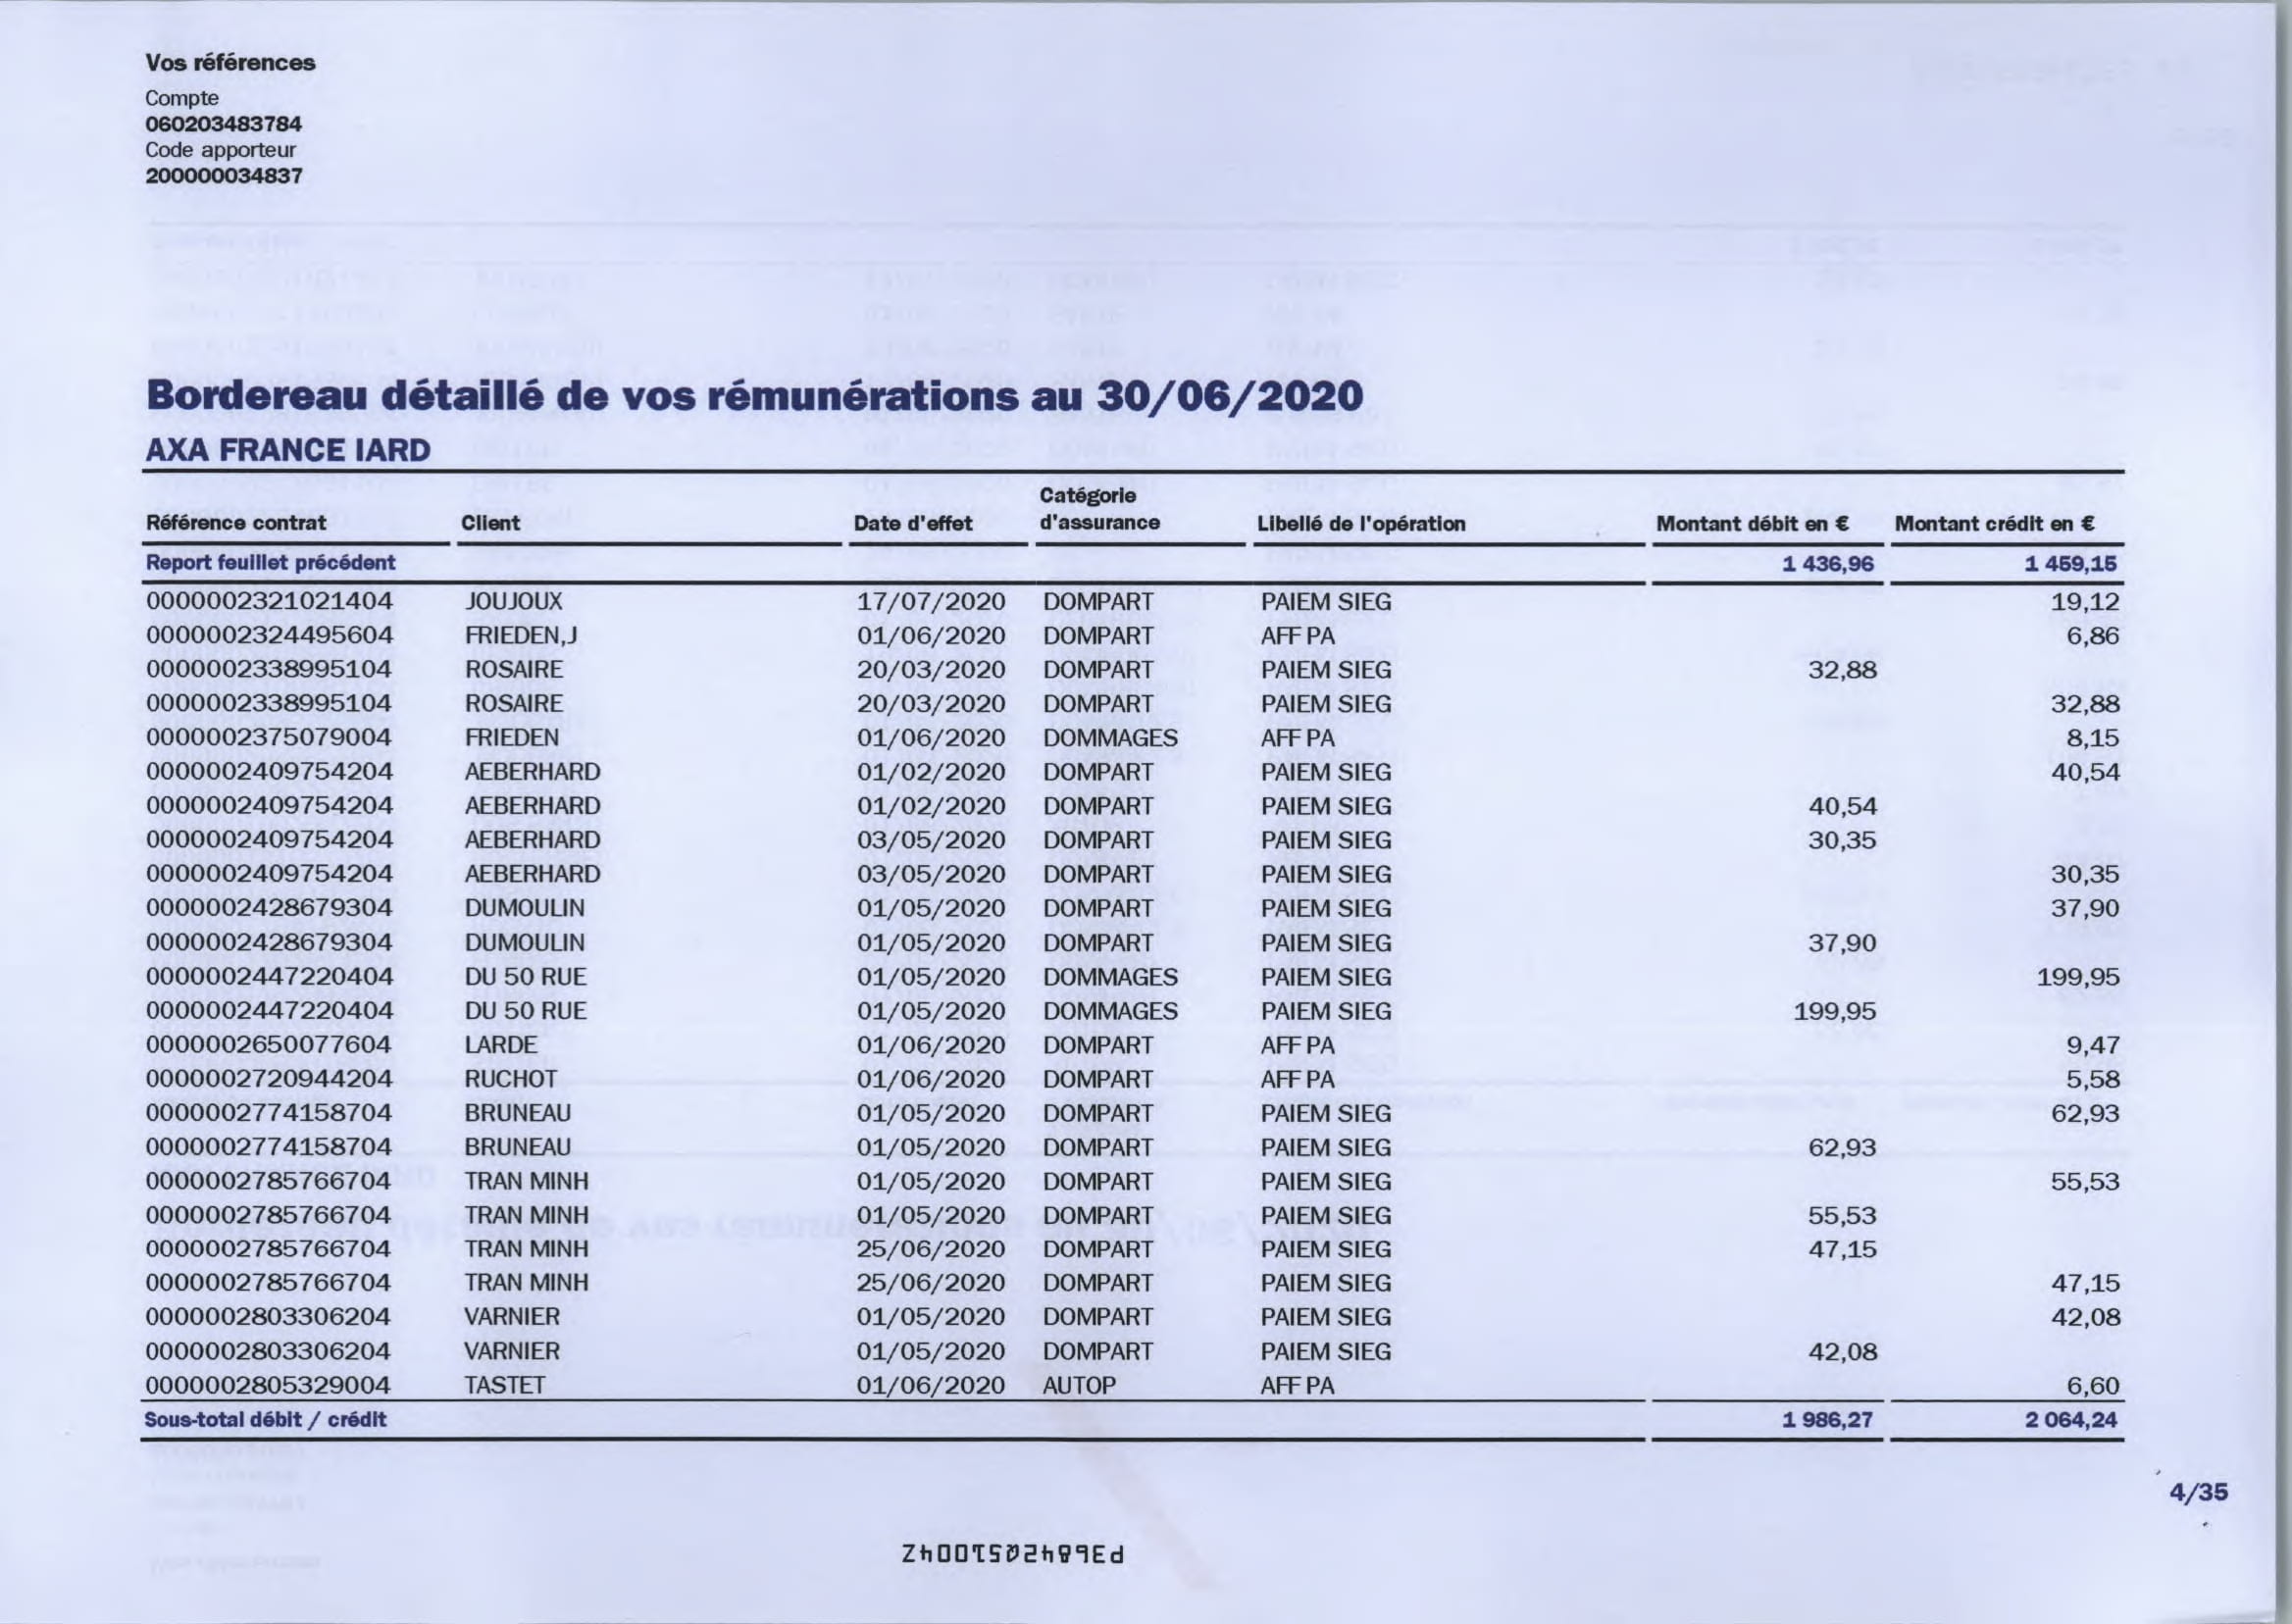 Vos références
Compte
060203483784
Code apporteur
200000034837
Bordereau détaillé de vos rémunérations au 30/06/2020
AXA FRANCE IARD
Référence contrat Client Date d'effet Catégorie d'assurance Libellé de l'opération Montant débit en € Montant crédit en €
Report feuillet précédent 1 436,96 1 459,15
0000002321021404 JOUJOUX 17/07/2020 DOMPART PAIEM SIEG 19,12
0000002324495604 FRIEDEN,J 01/06/2020 DOMPART AFF PA 6,86
0000002338995104 ROSAIRE 20/03/2020 DOMPART PAIEM SIEG 32,88
0000002338995104 ROSAIRE 20/03/2020 DOMPART PAIEM SIEG 32,88
0000002375079004 FRIEDEN 01/06/2020 DOMMAGES AFF PA 8,15
0000002409754204 AEBERHARD 01/02/2020 DOMPART PAIEM SIEG 40,54
0000002409754204 AEBERHARD 01/02/2020 DOMPART PAIEM SIEG 40,54
0000002409754204 AEBERHARD 03/05/2020 DOMPART PAIEM SIEG 30,35
0000002409754204 AEBERHARD 03/05/2020 DOMPART PAIEM SIEG 30,35
0000002428679304 DUMOULIN 01/05/2020 DOMPART PAIEM SIEG 37,90
0000002428679304 DUMOULIN 01/05/2020 DOMPART PAIEM SIEG 37,90
0000002447220404 DU 50 RUE 01/05/2020 DOMMAGES PAIEM SIEG 199,95
0000002447220404 DU 50 RUE 01/05/2020 DOMMAGES PAIEM SIEG 199,95
0000002650077604 LARDE 01/06/2020 DOMPART AFF PA 9,47
0000002720944204 RUCHOT 01/06/2020 DOMPART AFF PA 5,58
0000002774158704 BRUNEAU 01/05/2020 DOMPART PAIEM SIEG 62,93
0000002774158704 BRUNEAU 01/05/2020 DOMPART PAIEM SIEG 62,93
0000002785766704 TRAN MINH 01/05/2020 DOMPART PAIEM SIEG 55,53
0000002785766704 TRAN MINH 01/05/2020 DOMPART PAIEM SIEG 55,53
0000002785766704 TRAN MINH 25/06/2020 DOMPART PAIEM SIEG 47,15
0000002785766704 TRAN MINH 25/06/2020 DOMPART PAIEM SIEG 47,15
0000002803306204 VARNIER 01/05/2020 DOMPART PAIEM SIEG 42,08
0000002803306204 VARNIER 01/05/2020 DOMPART PAIEM SIEG 42,08
0000002805329004 TASTET 01/06/2020 AUTOP AFF PA 6,60
Sous-total débit / crédit 1 986,27 2 064,24
4/35